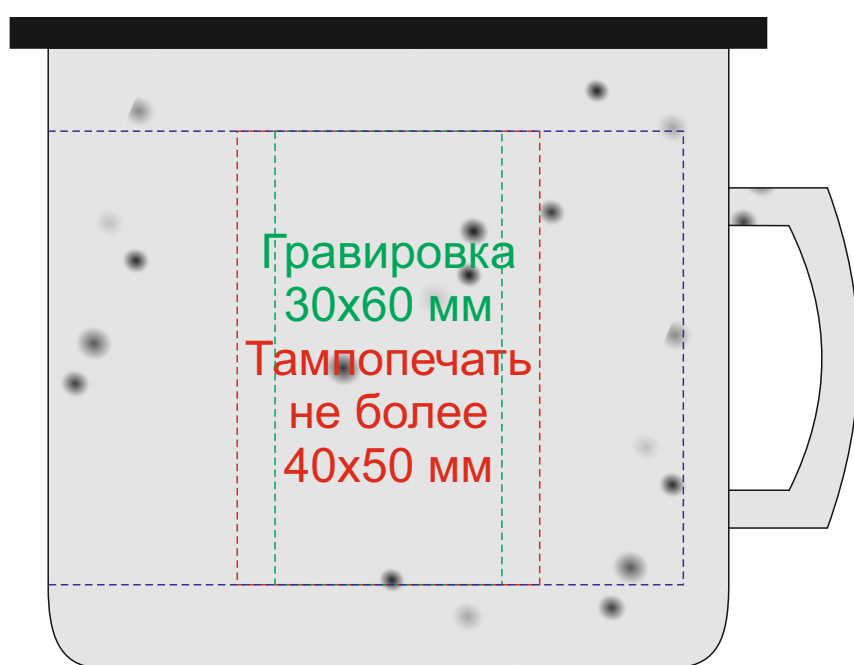 Гравировка
30х60 мм
Тампопечать
не более
40х50 мм